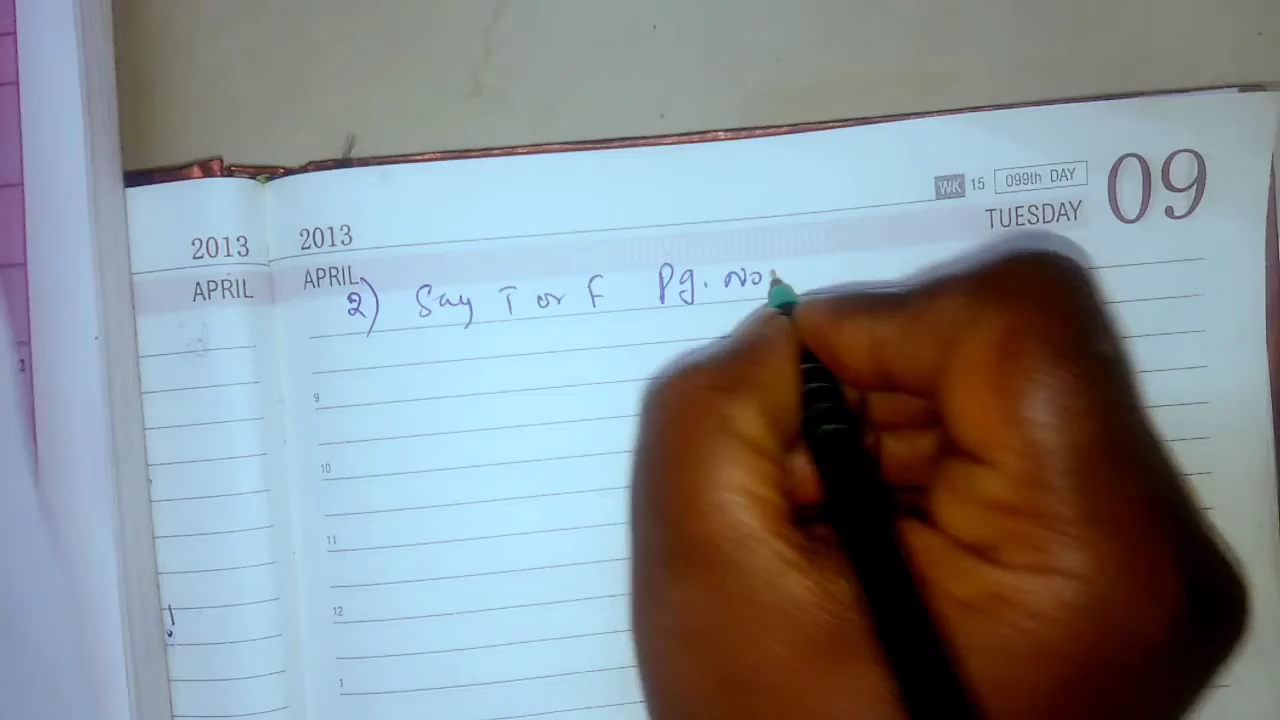 WK 15 099th DAY 09
2013 2013 TUESDAY
APRIL APRIL
2) Say T or F Pg. No
9
10
11
12
!
1